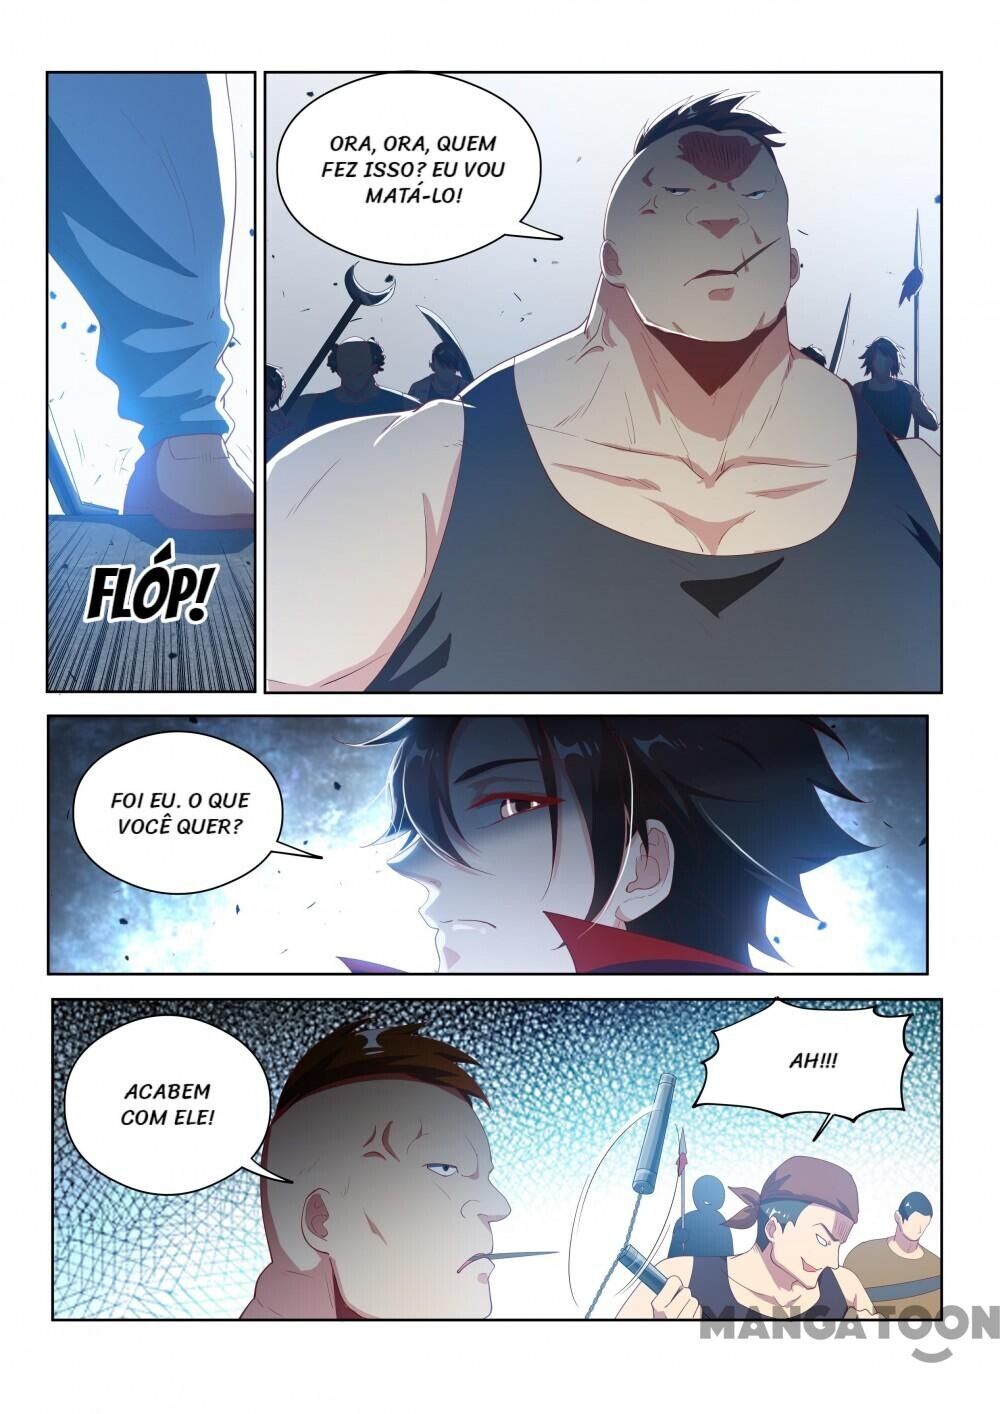 ORA, ORA, QUEM
FEZ ISSO? EU VOU
MATÁ-LO!
FLÓP!
FOI EU. O QUE
VOCÊ QUER?
ACABEM
COM ELE!
AH!!!
MANGATOON